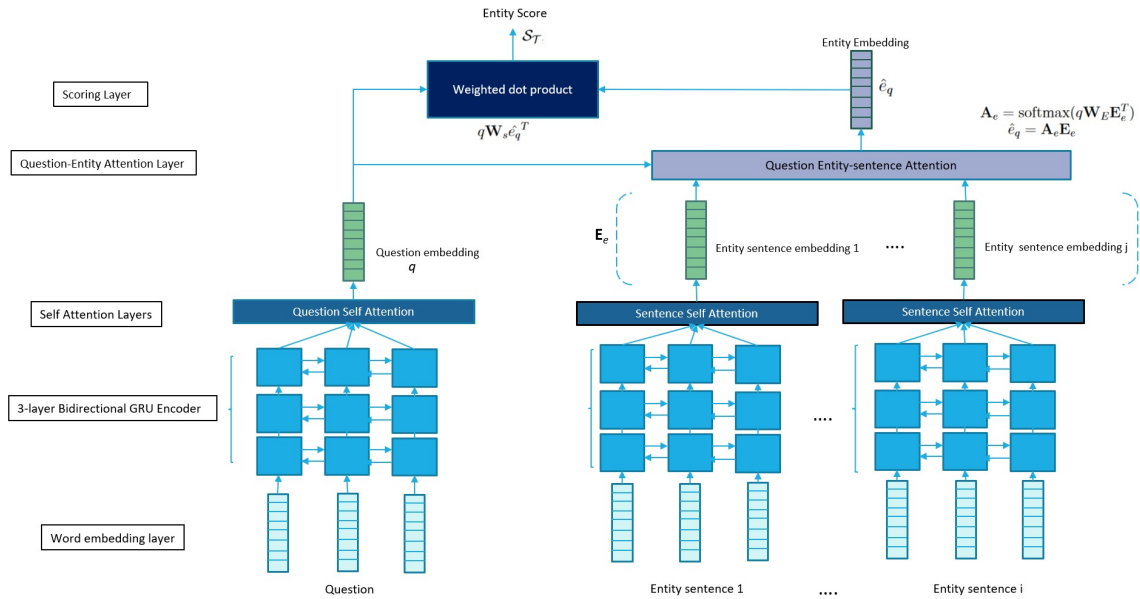 Entity Score
𝒮_𝒯
Entity Embedding
Scoring Layer
Weighted dot product
ê_q
q𝐖_s ê_q^T
𝐀_e = softmax(q𝐖_E 𝐄_e^T)
ê_q = 𝐀_e 𝐄_e
Question-Entity Attention Layer
Question Entity-sentence Attention
𝐄_e
Question embedding
q
Entity sentence embedding 1
....
Entity sentence embedding j
Self Attention Layers
Question Self Attention
Sentence Self Attention
Sentence Self Attention
3-layer Bidirectional GRU Encoder
....
Word embedding layer
Question
Entity sentence 1
....
Entity sentence i